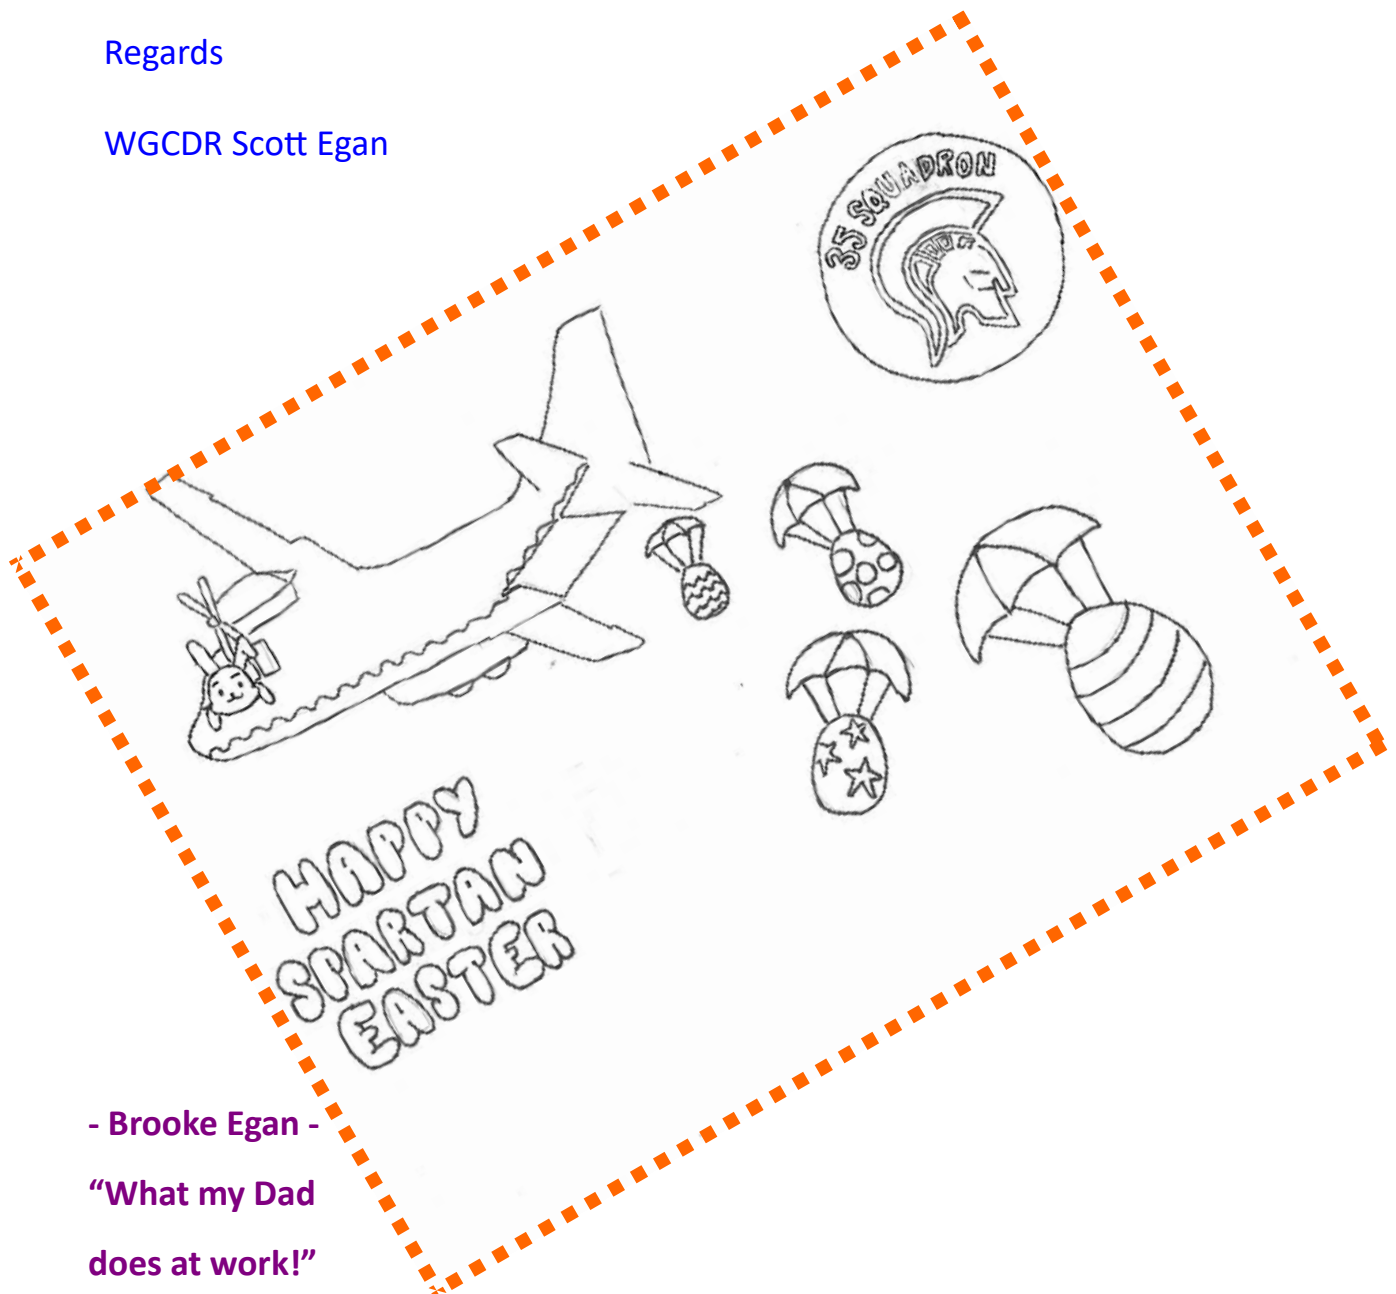 Regards
WGCDR Scott Egan
35 SQUADRON
HAPPY
SPARTAN
EASTER
- Brooke Egan -
“What my Dad
does at work!”